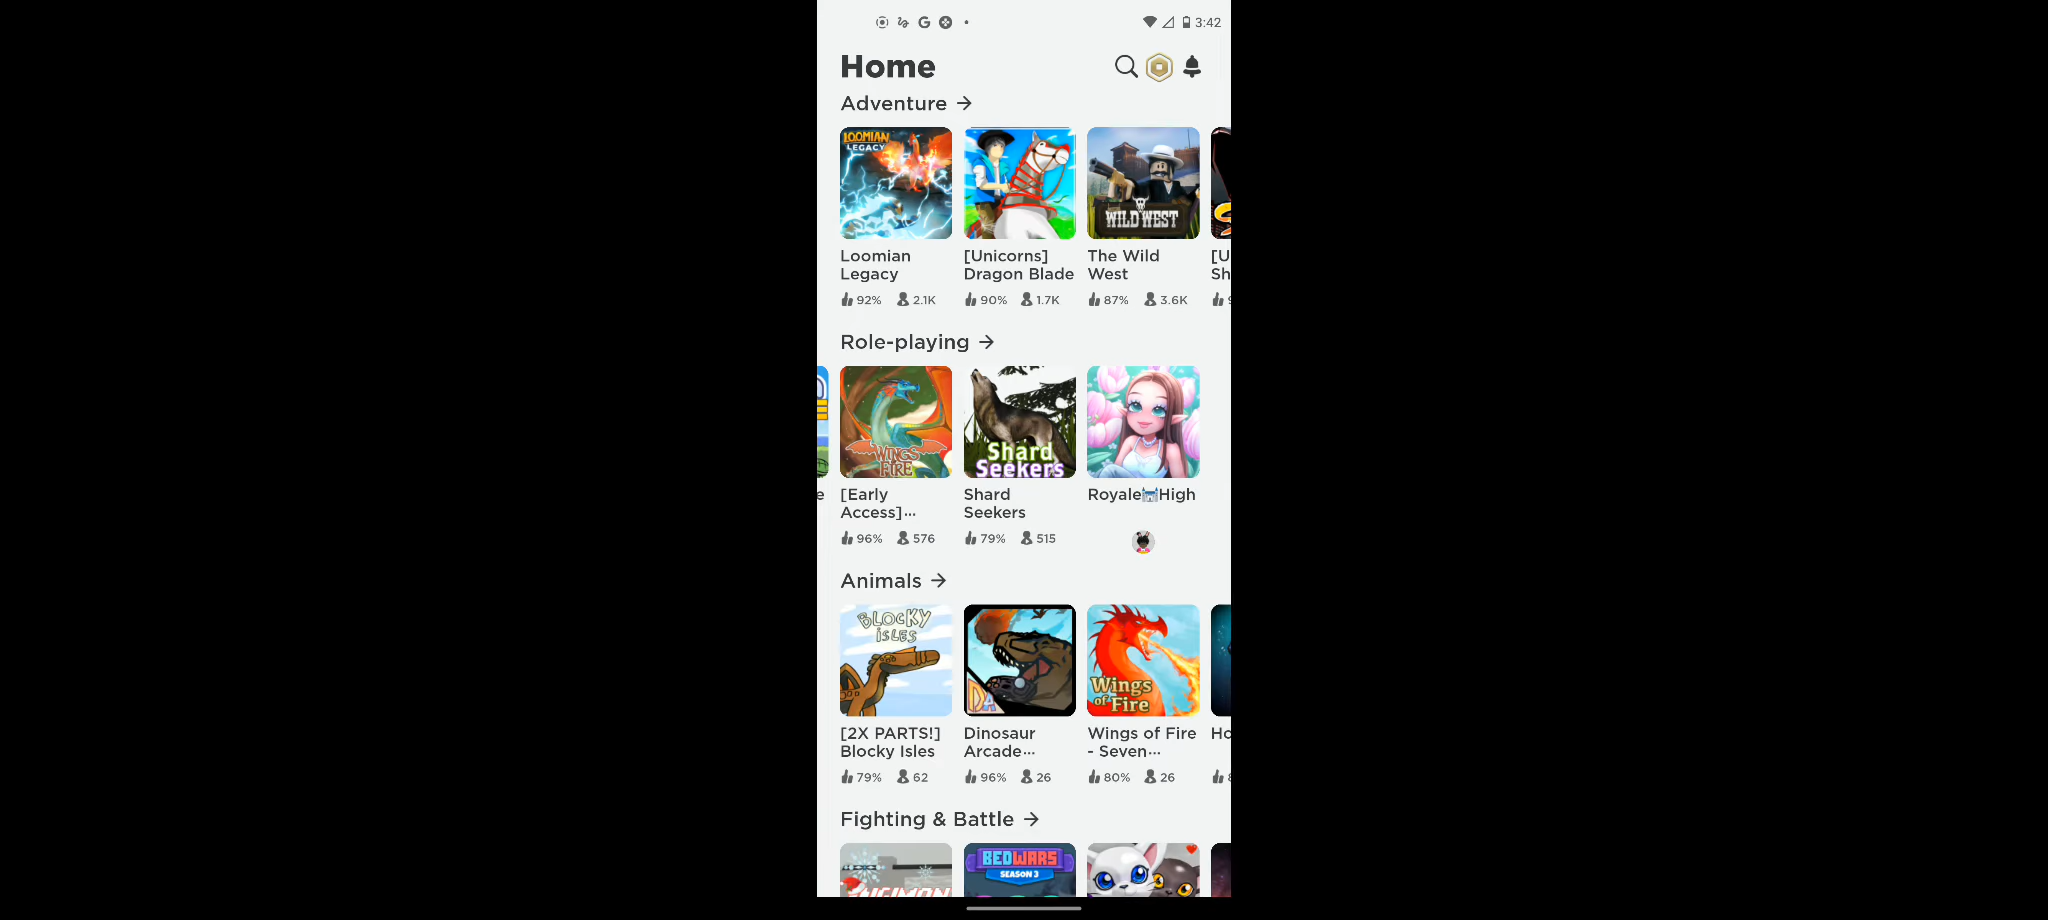 3:42
Home
Adventure
LOOMIAN
LEGACY
WILD WEST
Loomian
Legacy
[Unicorns]
Dragon Blade
The Wild
West
[U
Sh
92% 2.1K
90% 1.7K
87% 3.6K
Role-playing
WINGS
FIRE
Shard
Seekers
e
[Early
Access]...
Shard
Seekers
Royale🏰High
96% 576
79% 515
Animals
BLOCKY
ISLES
DA
Wings
of Fire
[2X PARTS!]
Blocky Isles
Dinosaur
Arcade...
Wings of Fire
- Seven...
Ho
79% 62
96% 26
80% 26
Fighting & Battle
BEDWARS
SEASON 3